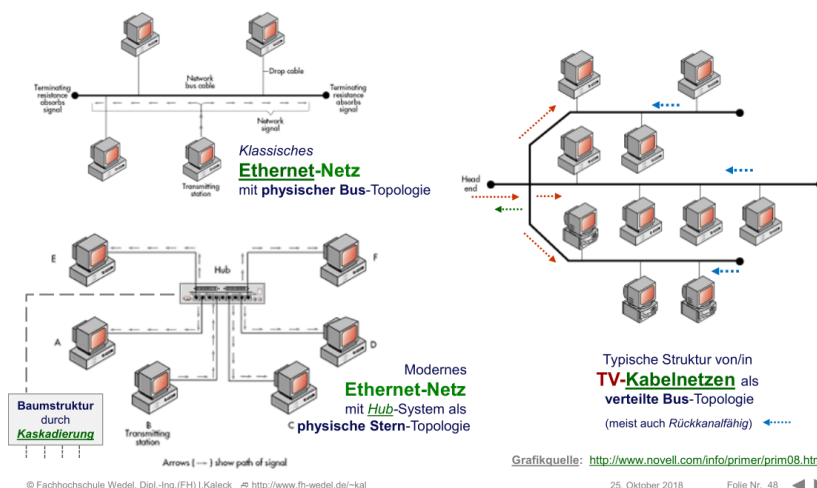 Terminating
resistance
absorbs
signal
Network
bus cable
Drop cable
Terminating
resistance
absorbs
signal
Network
signal
Transmitting
station
Klassisches
Ethernet-Netz
mit physischer Bus-Topologie
E
F
Hub
A
D
B
Transmitting
station
C
Arrows ( → ) show path of signal
Baumstruktur
durch
Kaskadierung
Modernes
Ethernet-Netz
mit Hub-System als
physische Stern-Topologie
Head
end
Typische Struktur von/in
TV-Kabelnetzen als
verteilte Bus-Topologie
(meist auch Rückkanalfähig)
Grafikquelle: http://www.novell.com/info/primer/prim08.htm
© Fachhochschule Wedel, Dipl.-Ing.(FH) I.Kaleck http://www.fh-wedel.de/~kal
25. Oktober 2018
Folie Nr. 48